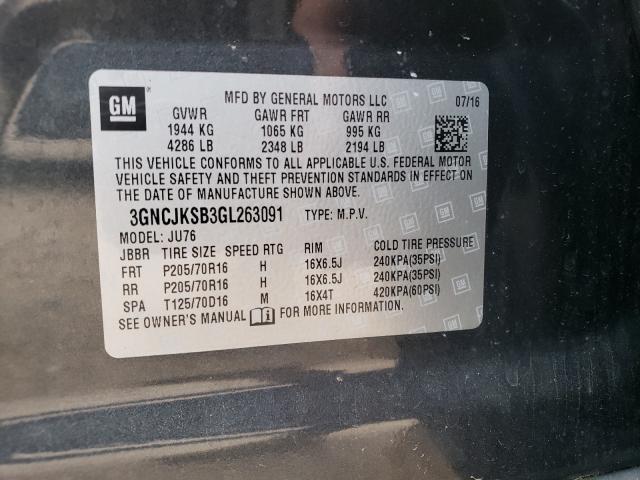 GM ®
MFD BY GENERAL MOTORS LLC 07/16
GVWR GAWR FRT GAWR RR
1944 KG 1065 KG 995 KG
4286 LB 2348 LB 2194 LB
THIS VEHICLE CONFORMS TO ALL APPLICABLE U.S. FEDERAL MOTOR
VEHICLE SAFETY AND THEFT PREVENTION STANDARDS IN EFFECT ON
THE DATE OF MANUFACTURE SHOWN ABOVE.
3GNCJKSB3GL263091 TYPE: M.P.V.
MODEL: JU76
JBBR TIRE SIZE SPEED RTG RIM COLD TIRE PRESSURE
FRT P205/70R16 H 16X6.5J 240KPA(35PSI)
RR P205/70R16 H 16X6.5J 240KPA(35PSI)
SPA T125/70D16 M 16X4T 420KPA(60PSI)
SEE OWNER'S MANUAL FOR MORE INFORMATION.